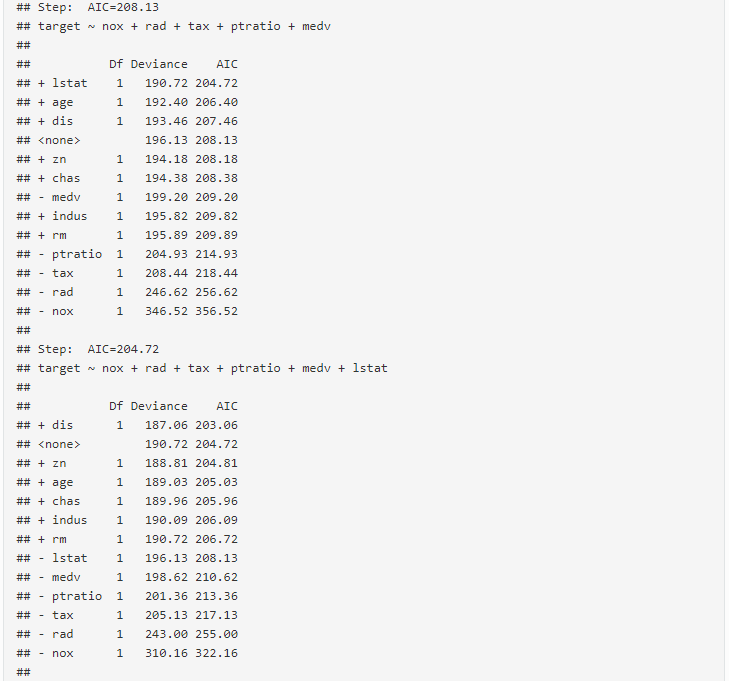 ## Step:  AIC=208.13
## target ~ nox + rad + tax + ptratio + medv
##
##           Df Deviance    AIC
## + lstat    1   190.72 204.72
## + age      1   192.40 206.40
## + dis      1   193.46 207.46
## <none>         196.13 208.13
## + zn       1   194.18 208.18
## + chas     1   194.38 208.38
## - medv     1   199.20 209.20
## + indus    1   195.82 209.82
## + rm       1   195.89 209.89
## - ptratio  1   204.93 214.93
## - tax      1   208.44 218.44
## - rad      1   246.62 256.62
## - nox      1   346.52 356.52
##
## Step:  AIC=204.72
## target ~ nox + rad + tax + ptratio + medv + lstat
##
##           Df Deviance    AIC
## + dis      1   187.06 203.06
## <none>         190.72 204.72
## + zn       1   188.81 204.81
## + age      1   189.03 205.03
## + chas     1   189.96 205.96
## + indus    1   190.09 206.09
## + rm       1   190.72 206.72
## - lstat    1   196.13 208.13
## - medv     1   198.62 210.62
## - ptratio  1   201.36 213.36
## - tax      1   205.13 217.13
## - rad      1   243.00 255.00
## - nox      1   310.16 322.16
##